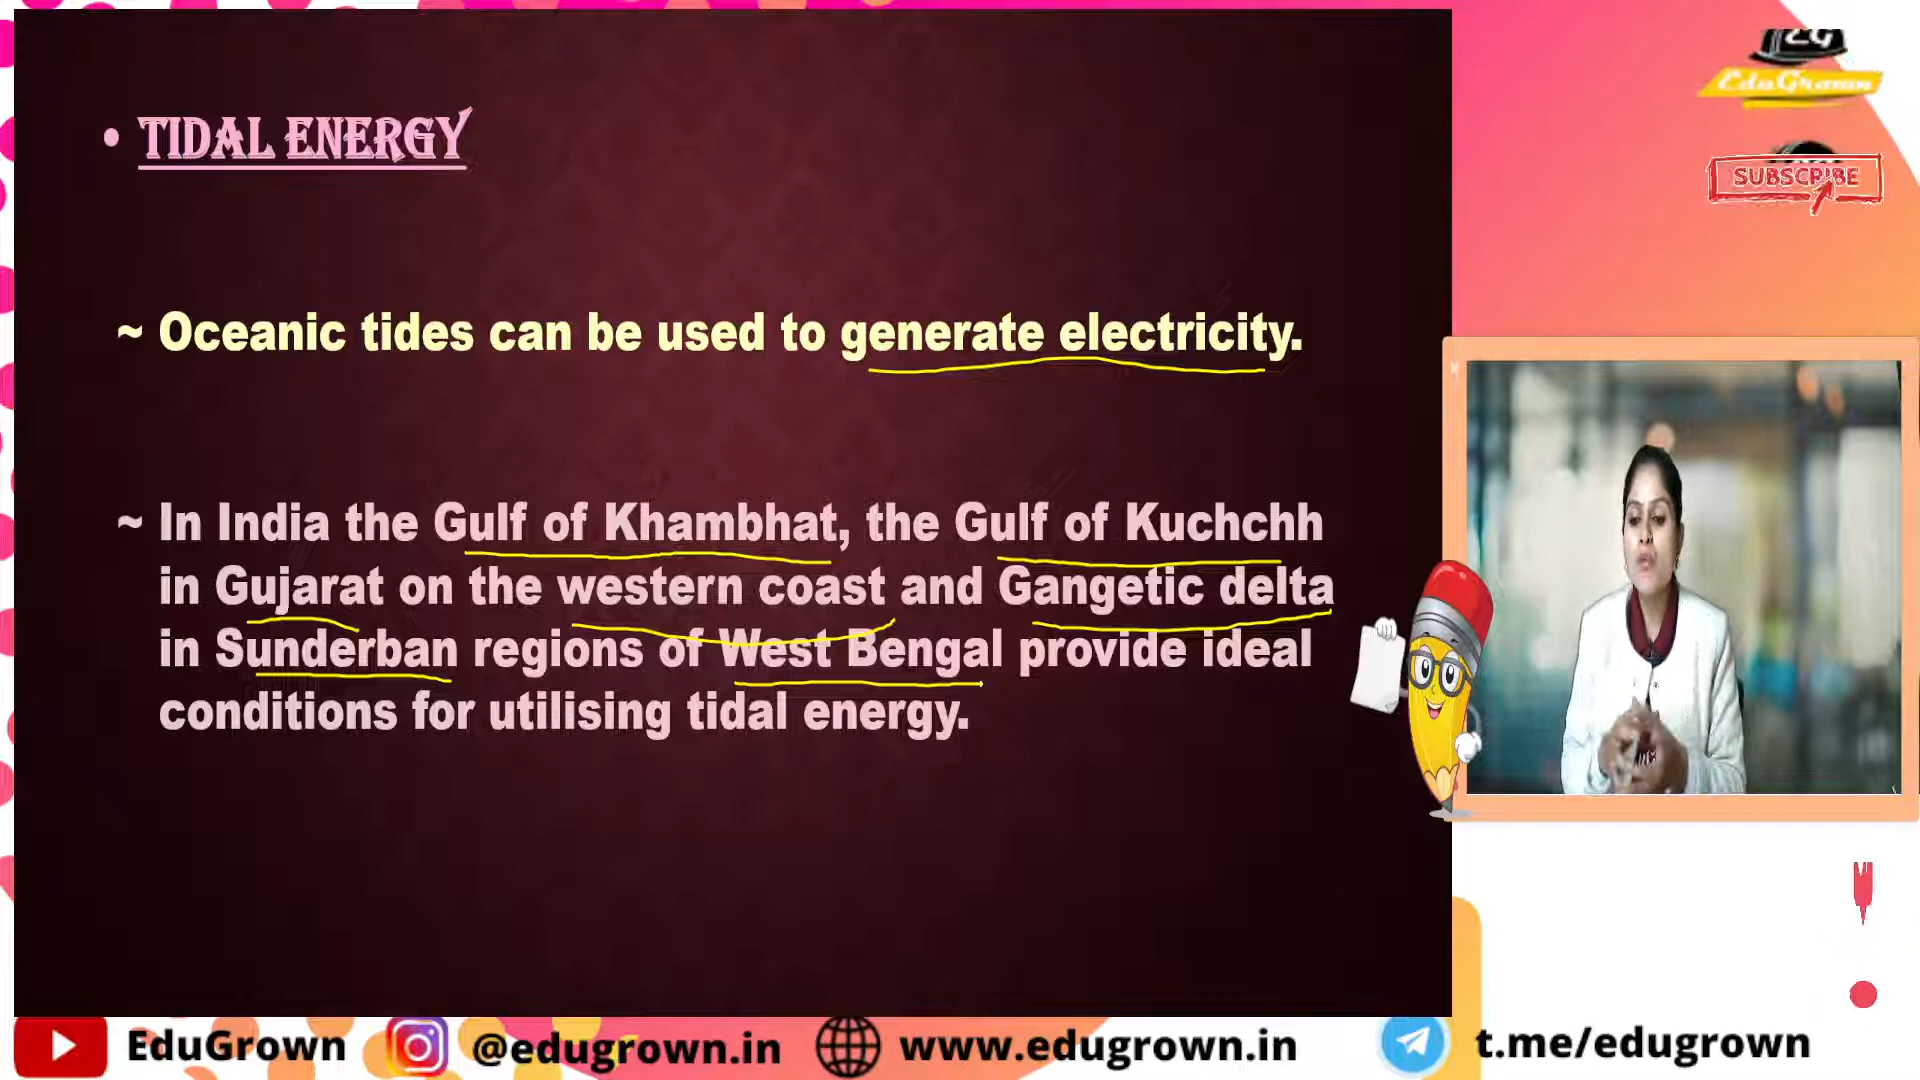 EduGrown
SUBSCRIBE
• TIDAL ENERGY
~ Oceanic tides can be used to generate electricity.
~ In India the Gulf of Khambhat, the Gulf of Kuchchh
in Gujarat on the western coast and Gangetic delta
in Sunderban regions of West Bengal provide ideal
conditions for utilising tidal energy.
EduGrown @edugrown.in www.edugrown.in t.me/edugrown